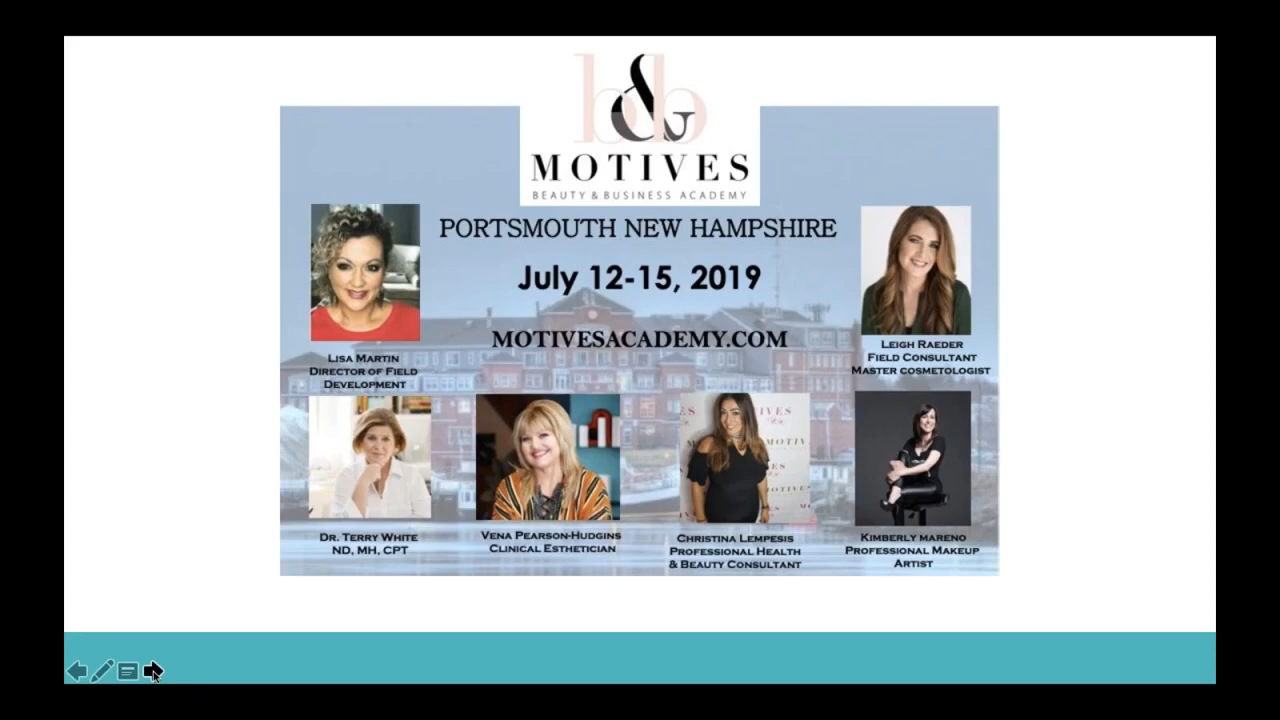 b&b
MOTIVES
BEAUTY & BUSINESS ACADEMY
PORTSMOUTH NEW HAMPSHIRE
July 12-15, 2019
MOTIVESACADEMY.COM
LISA MARTIN
DIRECTOR OF FIELD
DEVELOPMENT
LEIGH RAEDER
FIELD CONSULTANT
MASTER COSMETOLOGIST
DR. TERRY WHITE
ND, MH, CPT
VENA PEARSON-HUDGINS
CLINICAL ESTHETICIAN
CHRISTINA LEMPESIS
PROFESSIONAL HEALTH
& BEAUTY CONSULTANT
KIMBERLY MARENO
PROFESSIONAL MAKEUP
ARTIST